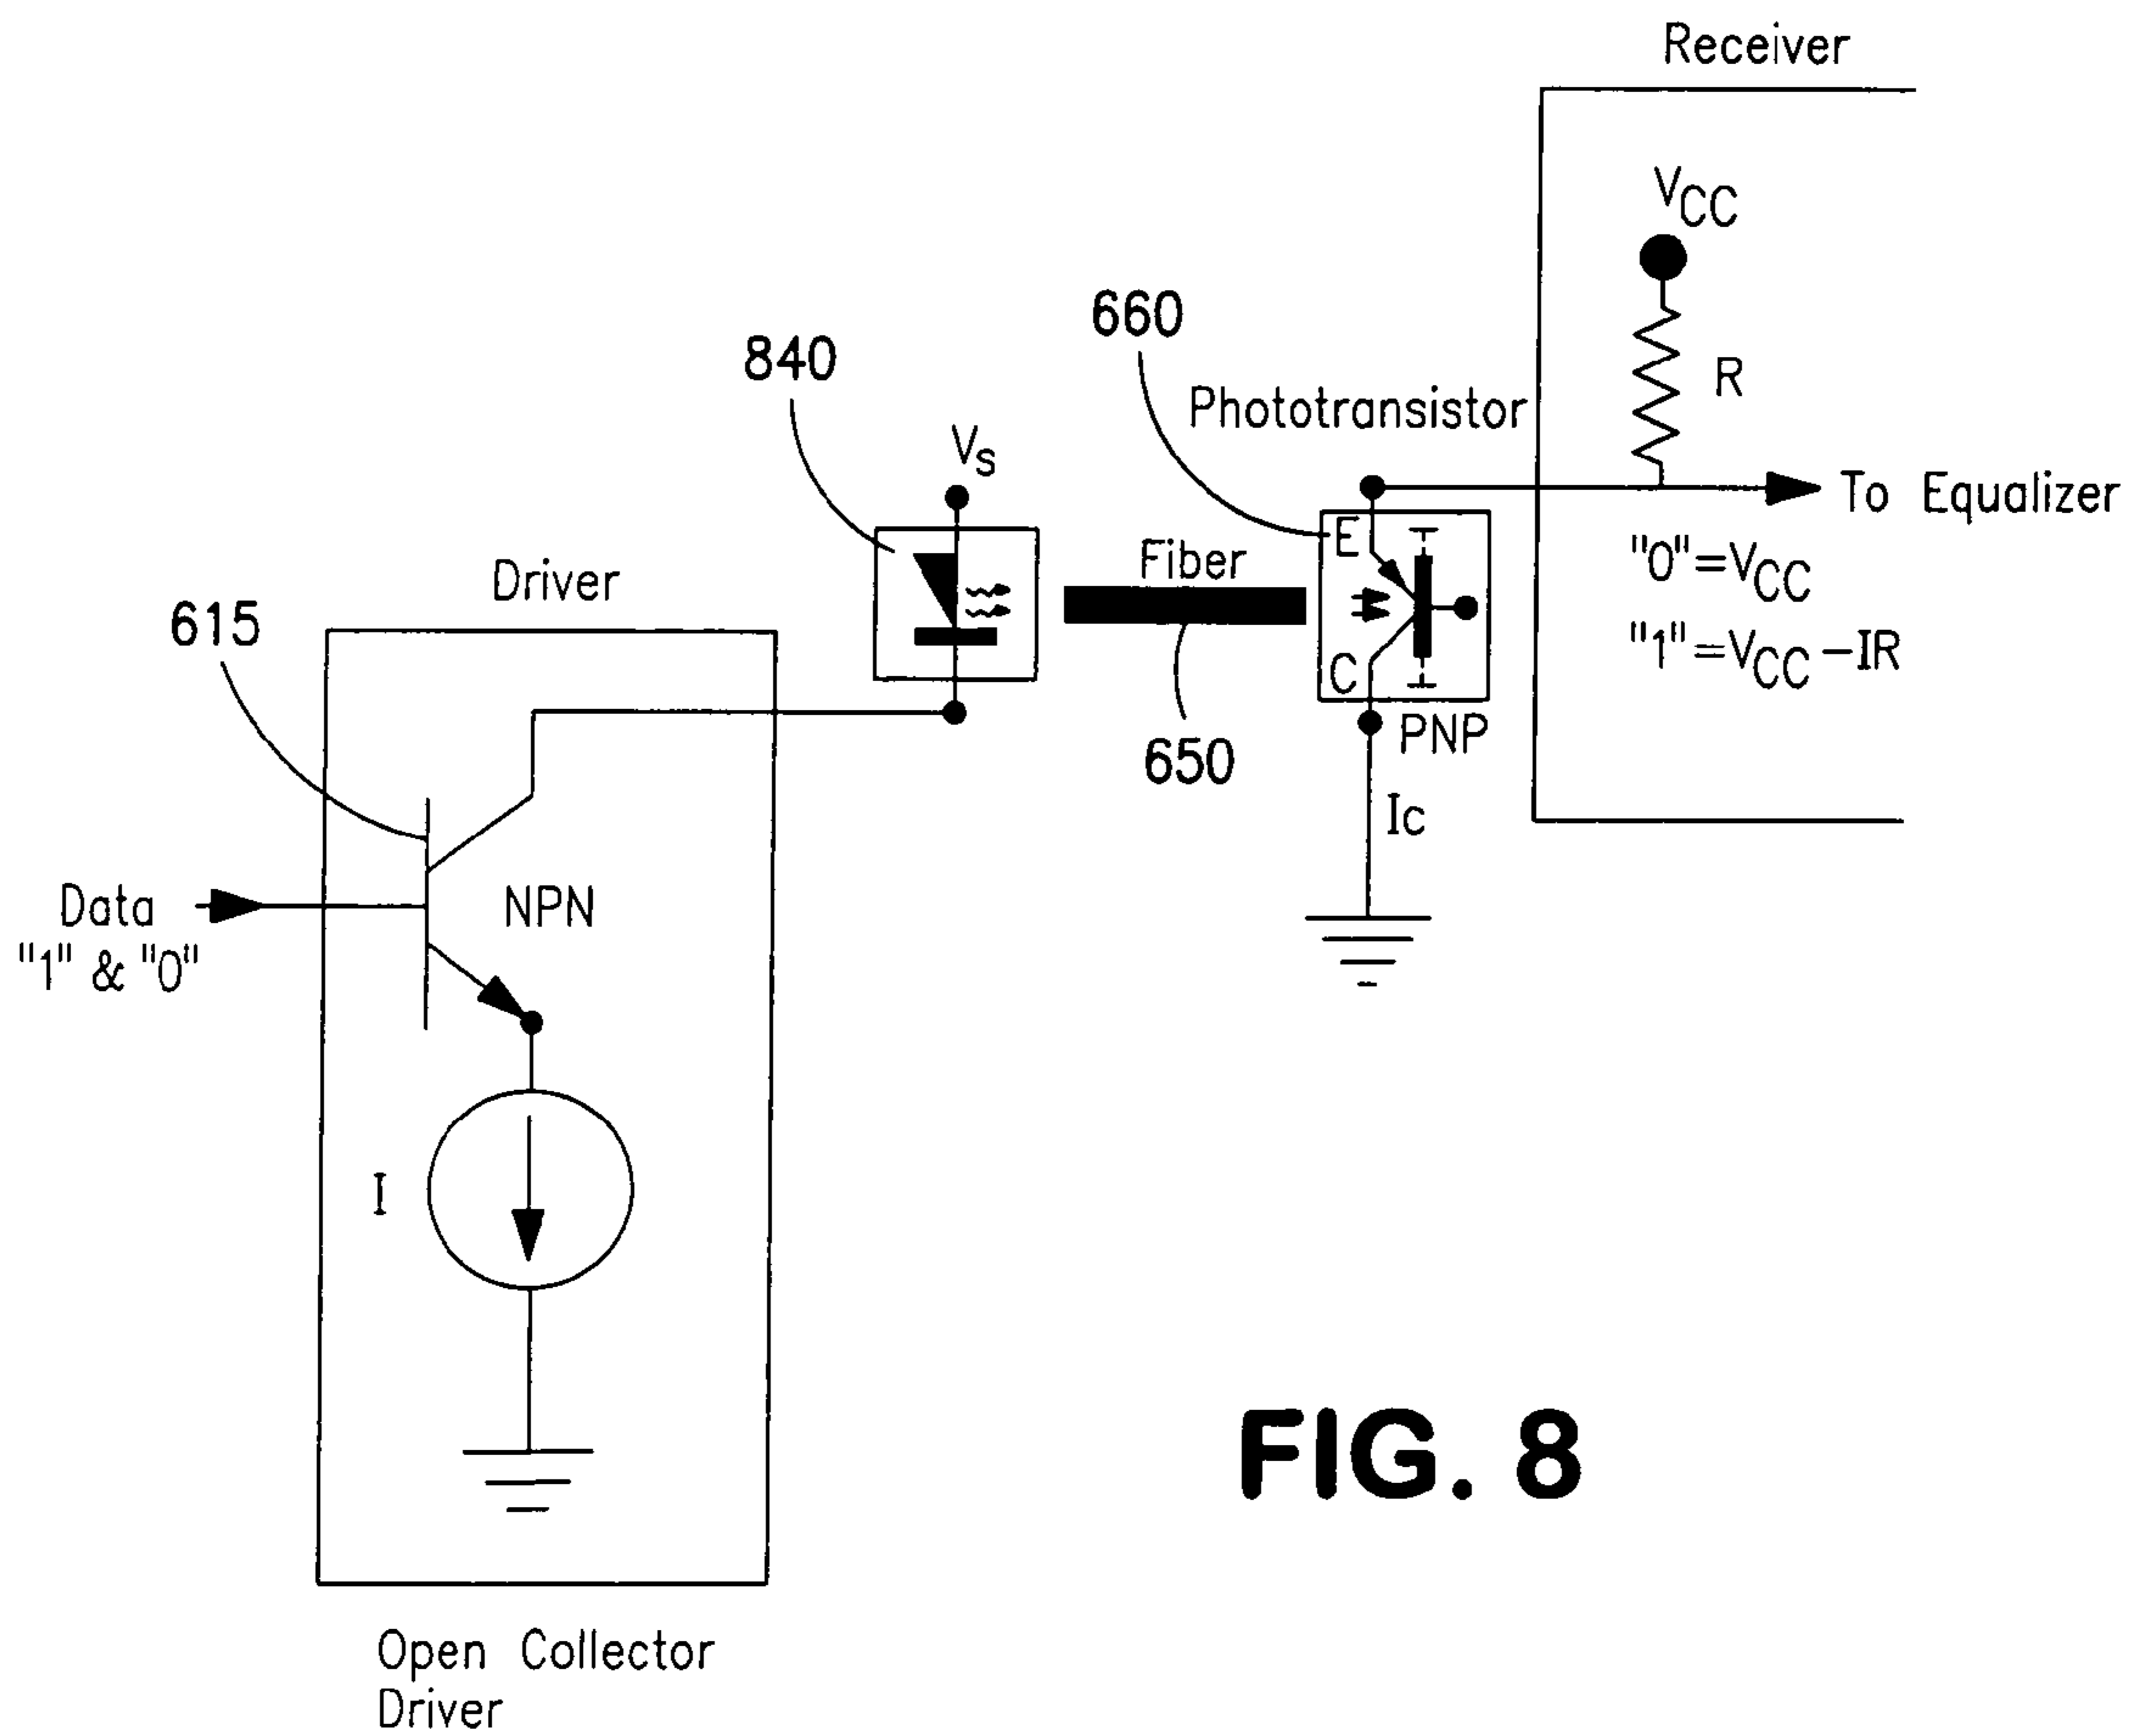 Receiver
VCC
660
840
R
Phototransistor
Vs
To Equalizer
E
Fiber
"0"=VCC
Driver
615
"1"=VCC-IR
C
PNP
650
Ic
Data
"1" & "0"
NPN
I
FIG. 8
Open Collector
Driver